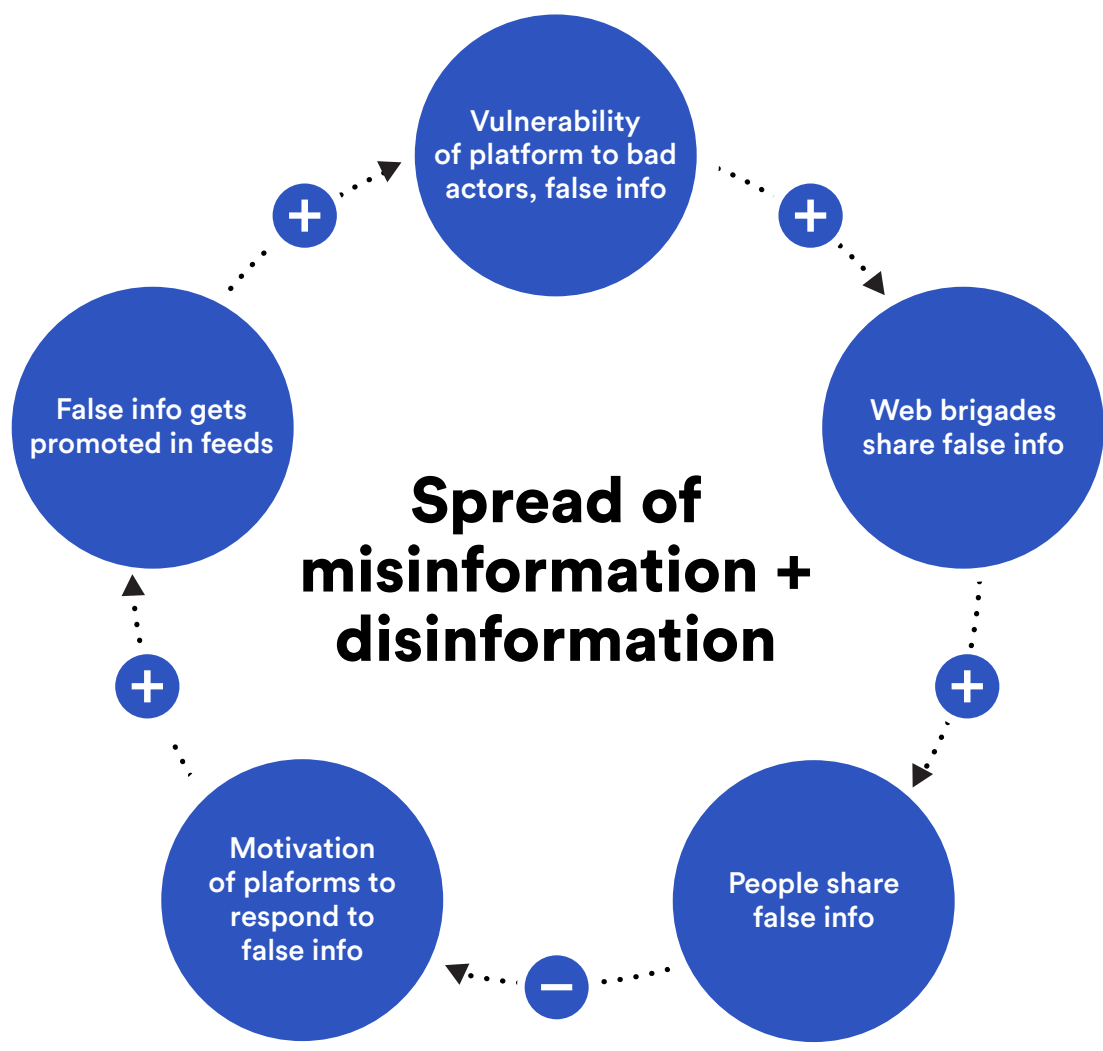 Vulnerability
of platform to bad
actors, false info
+
+
False info gets
promoted in feeds
Web brigades
share false info
Spread of
misinformation +
disinformation
+
+
Motivation
of plaforms to
respond to
false info
People share
false info
−